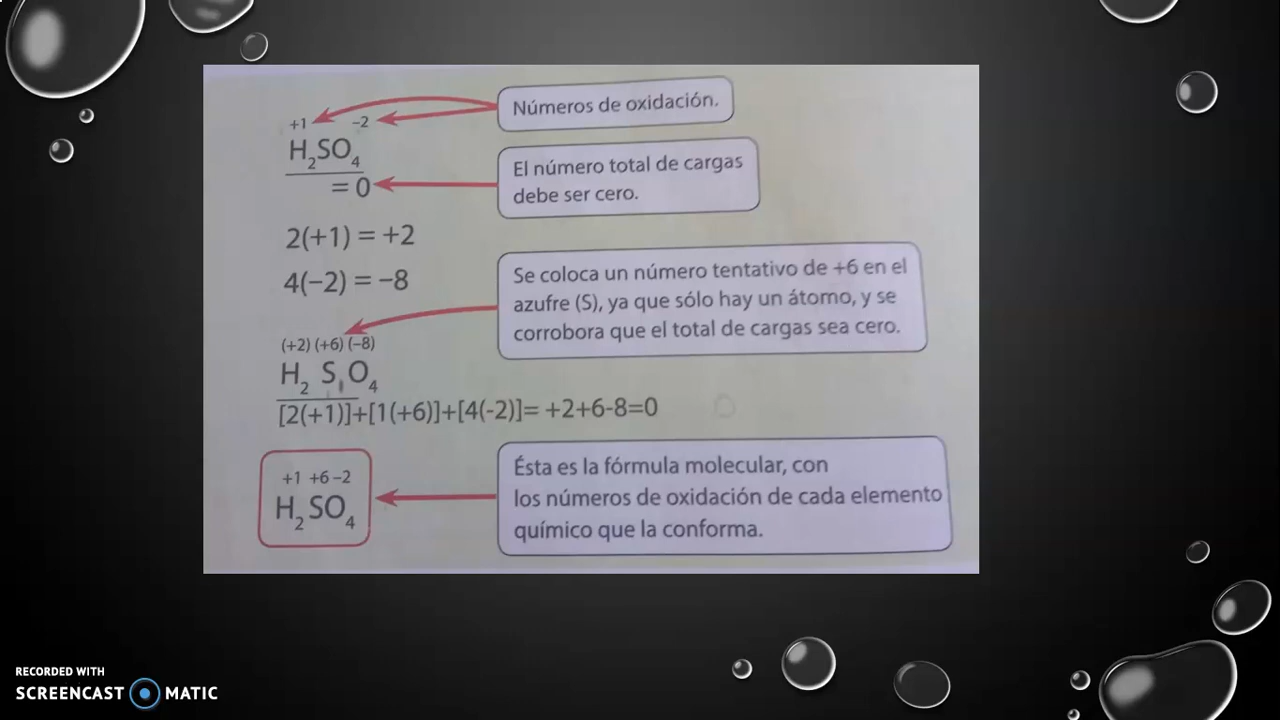 Números de oxidación.
+1 −2
H₂SO₄
= 0
El número total de cargas
debe ser cero.
2(+1) = +2
4(−2) = −8
Se coloca un número tentativo de +6 en el
azufre (S), ya que sólo hay un átomo, y se
corrobora que el total de cargas sea cero.
(+2) (+6) (−8)
H₂ S₁O₄
[2(+1)]+[1(+6)]+[4(-2)]= +2+6-8=0
+1 +6 −2
H₂SO₄
Ésta es la fórmula molecular, con
los números de oxidación de cada elemento
químico que la conforma.
RECORDED WITH
SCREENCAST MATIC